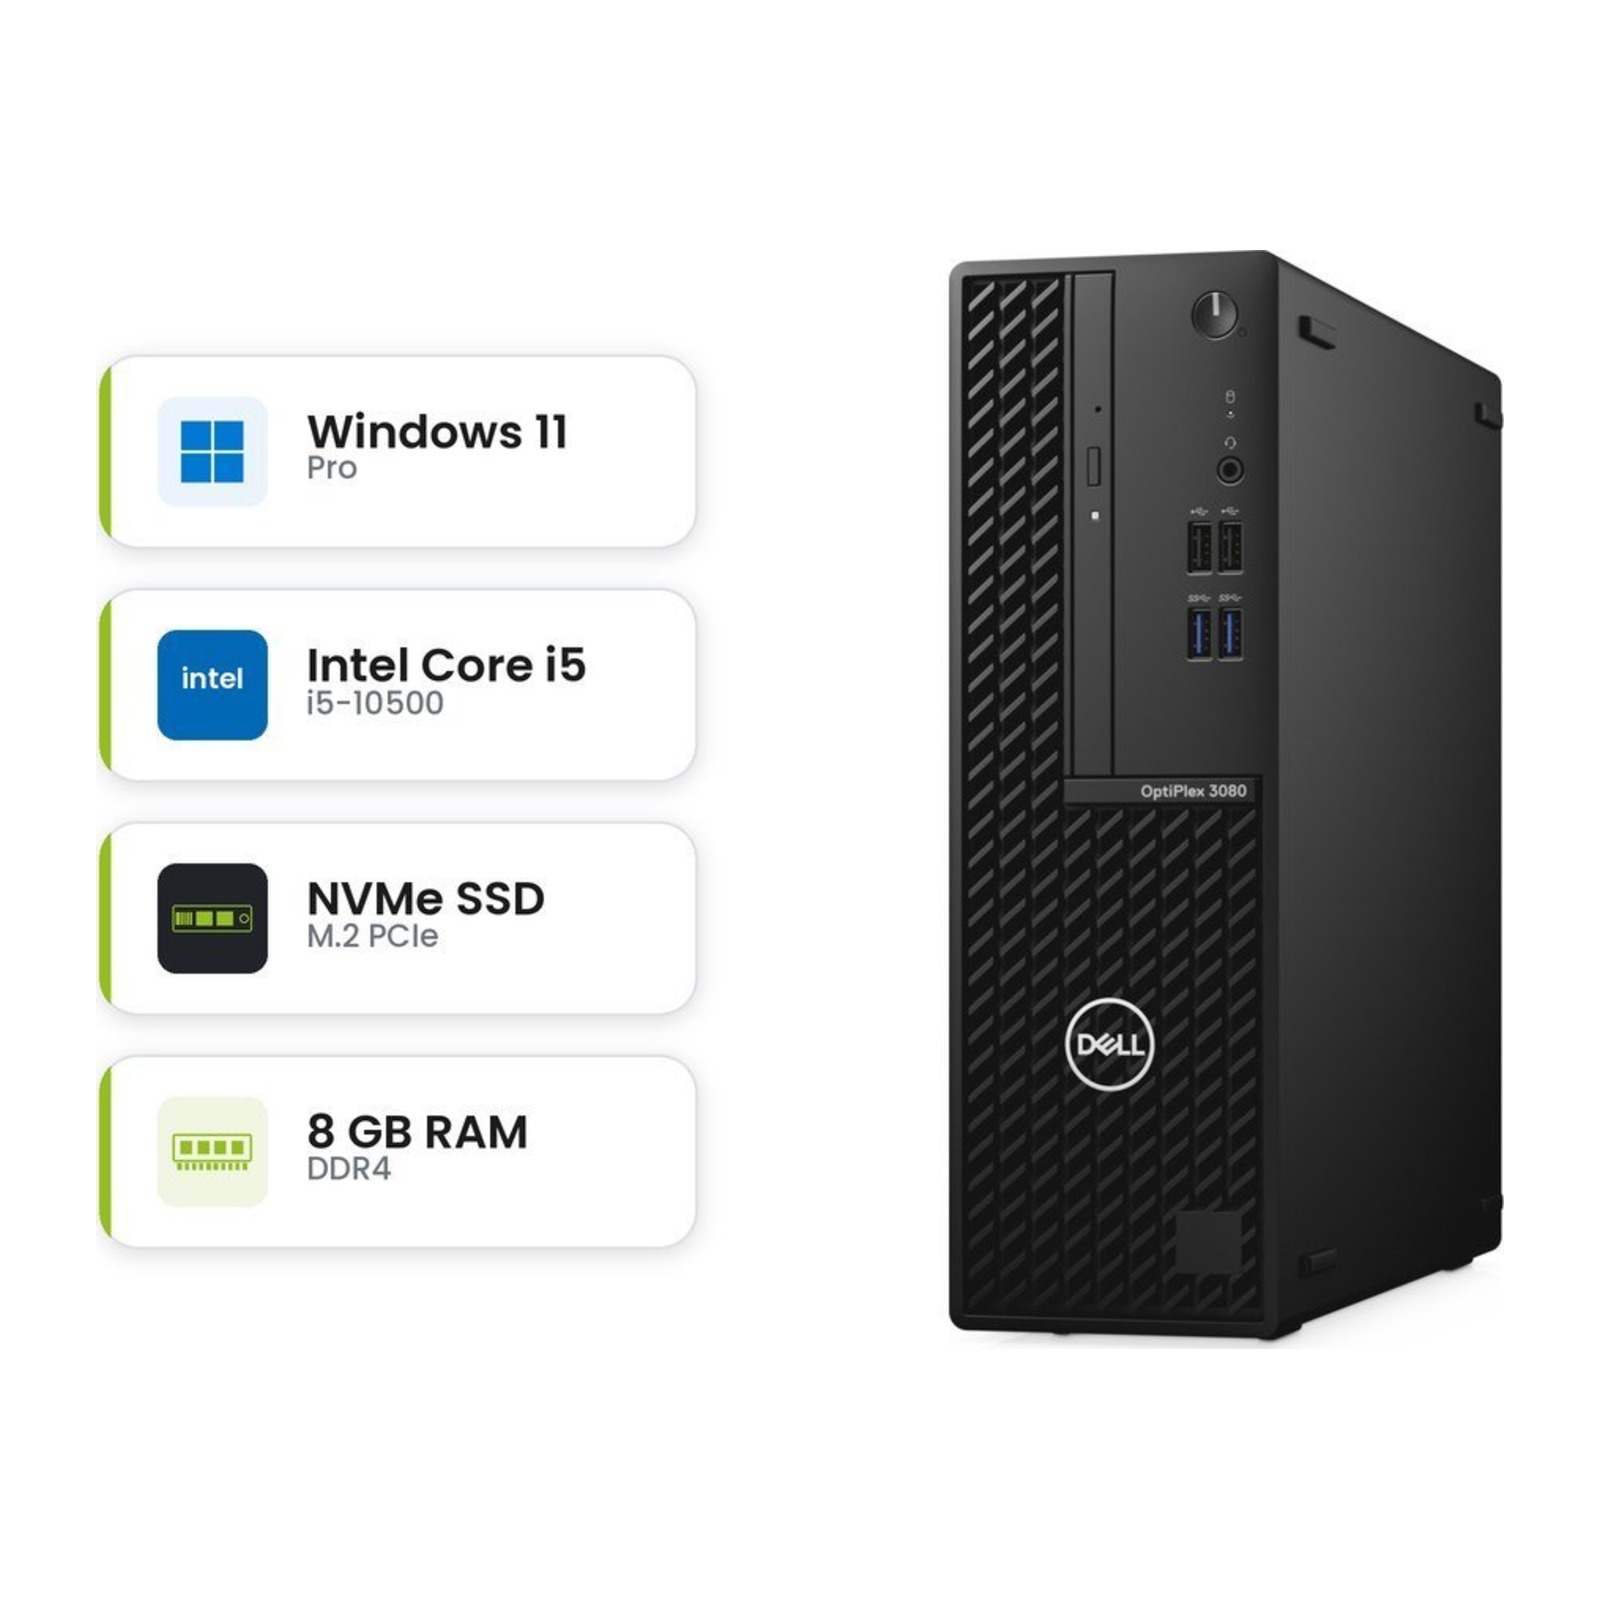 Windows 11
Pro
intel
Intel Core i5
i5-10500
NVMe SSD
M.2 PCIe
8 GB RAM
DDR4
OptiPlex 3080
DELL